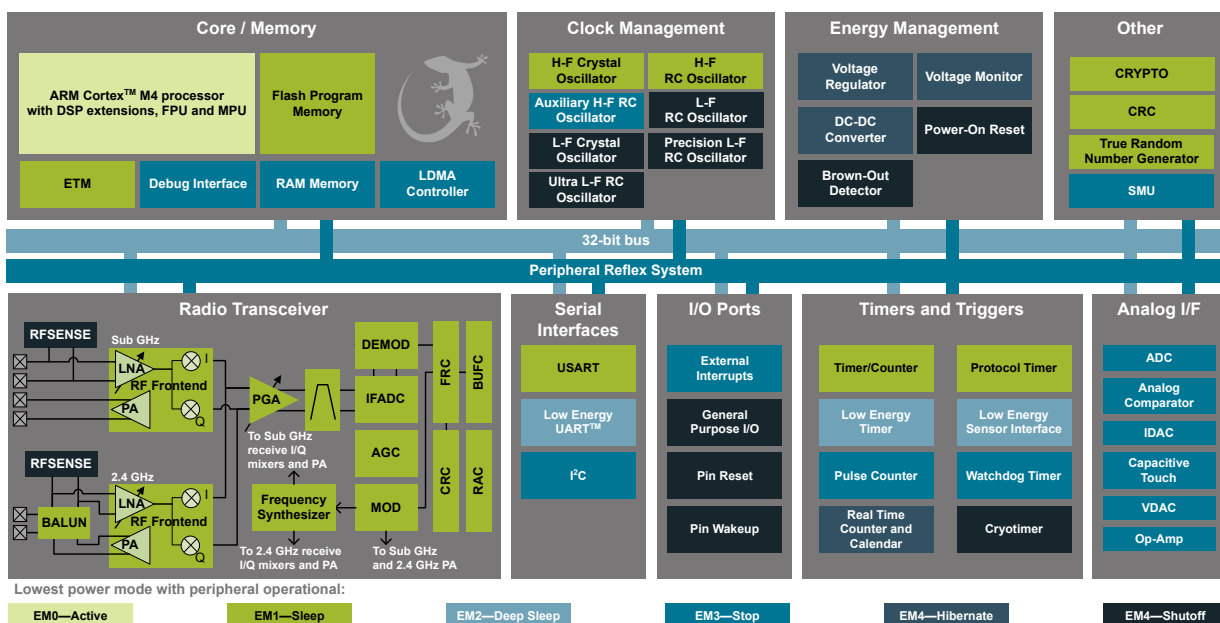 Core / Memory
ARM Cortex™ M4 processor
with DSP extensions, FPU and MPU
Flash Program
Memory
ETM
Debug Interface
RAM Memory
LDMA
Controller
Clock Management
H-F Crystal
Oscillator
H-F
RC Oscillator
Auxiliary H-F RC
Oscillator
L-F
RC Oscillator
L-F Crystal
Oscillator
Precision L-F
RC Oscillator
Ultra L-F RC
Oscillator
Energy Management
Voltage
Regulator
Voltage Monitor
DC-DC
Converter
Power-On Reset
Brown-Out
Detector
Other
CRYPTO
CRC
True Random
Number Generator
SMU
32-bit bus
Peripheral Reflex System
Radio Transceiver
RFSENSE
Sub GHz
LNA
RF Frontend
PA
I
Q
PGA
To Sub GHz
receive I/Q
mixers and PA
RFSENSE
2.4 GHz
LNA
RF Frontend
BALUN
PA
I
Q
Frequency
Synthesizer
To 2.4 GHz receive
I/Q mixers and PA
DEMOD
IFADC
AGC
MOD
To Sub GHz
and 2.4 GHz PA
FRC
BUFC
CRC
RAC
Serial
Interfaces
USART
Low Energy
UART™
I²C
I/O Ports
External
Interrupts
General
Purpose I/O
Pin Reset
Pin Wakeup
Timers and Triggers
Timer/Counter
Protocol Timer
Low Energy
Timer
Low Energy
Sensor Interface
Pulse Counter
Watchdog Timer
Real Time
Counter and
Calendar
Cryotimer
Analog I/F
ADC
Analog
Comparator
IDAC
Capacitive
Touch
VDAC
Op-Amp
Lowest power mode with peripheral operational:
EM0—Active
EM1—Sleep
EM2—Deep Sleep
EM3—Stop
EM4—Hibernate
EM4—Shutoff